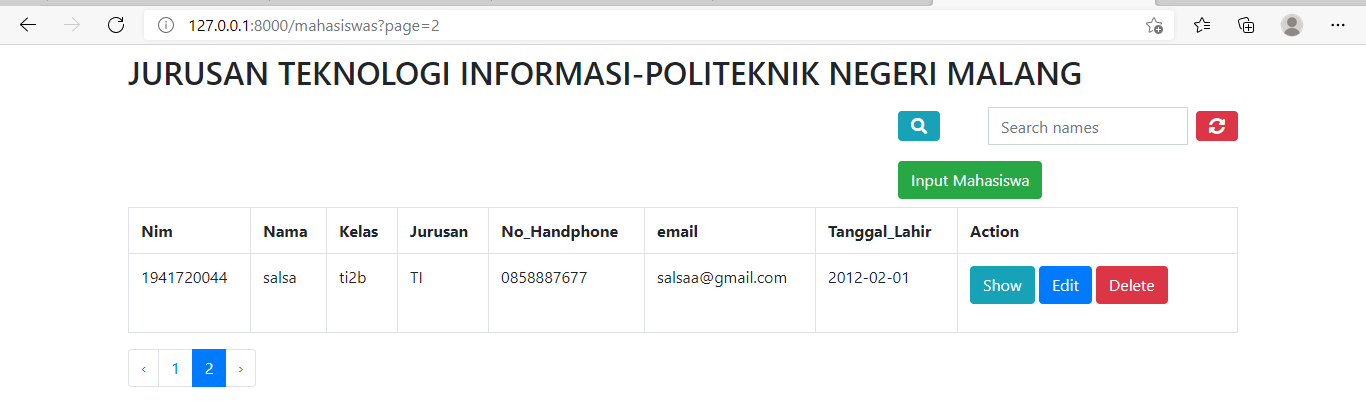 127.0.0.1:8000/mahasiswas?page=2
JURUSAN TEKNOLOGI INFORMASI-POLITEKNIK NEGERI MALANG
Search names
Input Mahasiswa
Nim Nama Kelas Jurusan No_Handphone email Tanggal_Lahir Action
1941720044 salsa ti2b TI 0858887677 salsaa@gmail.com 2012-02-01 Show Edit Delete
‹ 1 2 ›